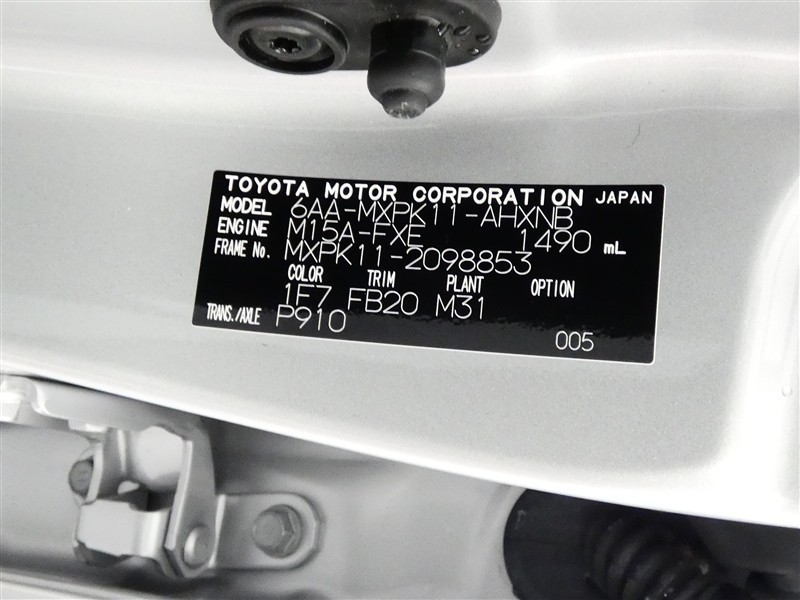 TOYOTA MOTOR CORPORATION JAPAN
MODEL 6AA-MXPK11-AHXNB
ENGINE M15A-FXE 1490 mL
FRAME No. MXPK11-2098853
COLOR TRIM PLANT OPTION
1F7 FB20 M31
TRANS./AXLE P910
005